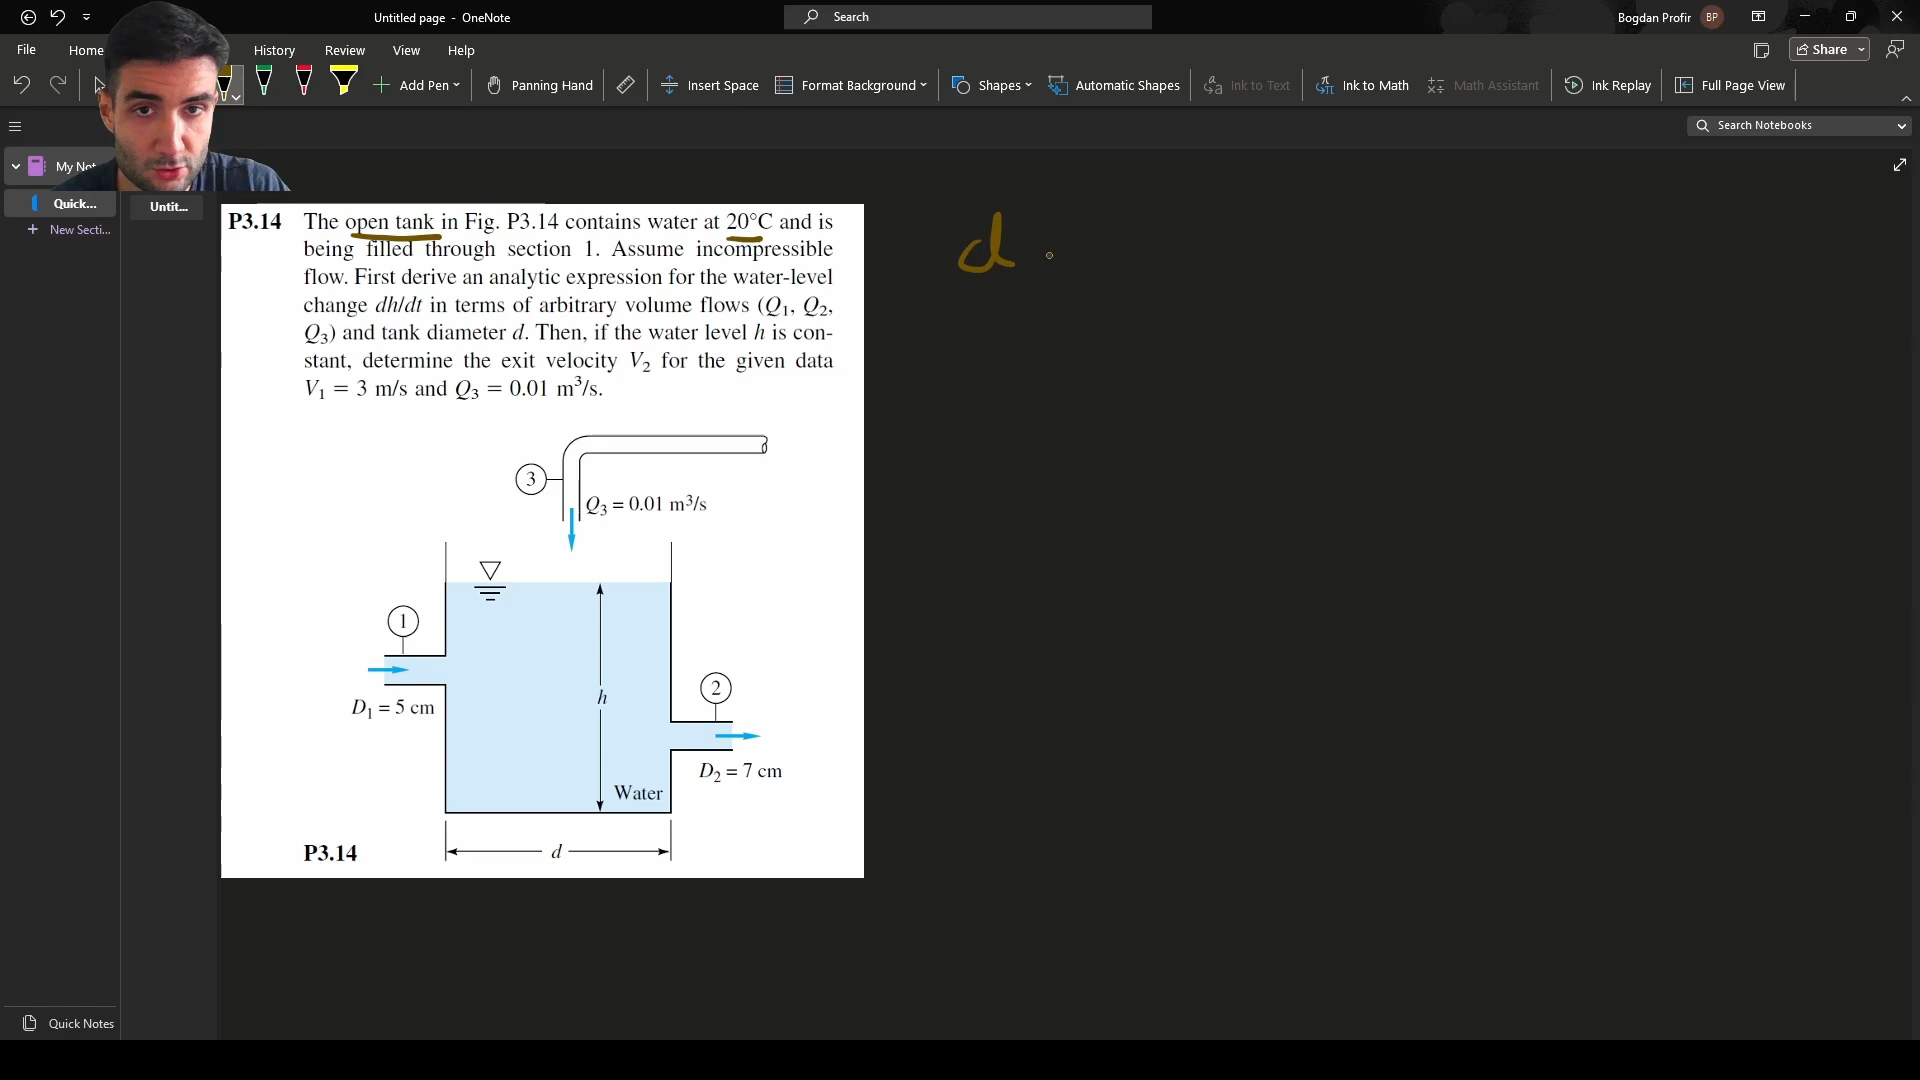 Untitled page - OneNote
Search
Bogdan Profir
BP
File
Home
History
Review
View
Help
Share
Add Pen
Panning Hand
Insert Space
Format Background
Shapes
Automatic Shapes
Ink to Text
Ink to Math
Math Assistant
Ink Replay
Full Page View
Search Notebooks
My Not
Quick...
Untit...
New Secti...
P3.14 The open tank in Fig. P3.14 contains water at 20°C and is
being filled through section 1. Assume incompressible
flow. First derive an analytic expression for the water-level
change dh/dt in terms of arbitrary volume flows (Q₁, Q₂,
Q₃) and tank diameter d. Then, if the water level h is con-
stant, determine the exit velocity V₂ for the given data
V₁ = 3 m/s and Q₃ = 0.01 m³/s.
d
3
Q₃ = 0.01 m³/s
1
D₁ = 5 cm
h
2
D₂ = 7 cm
Water
d
P3.14
Quick Notes